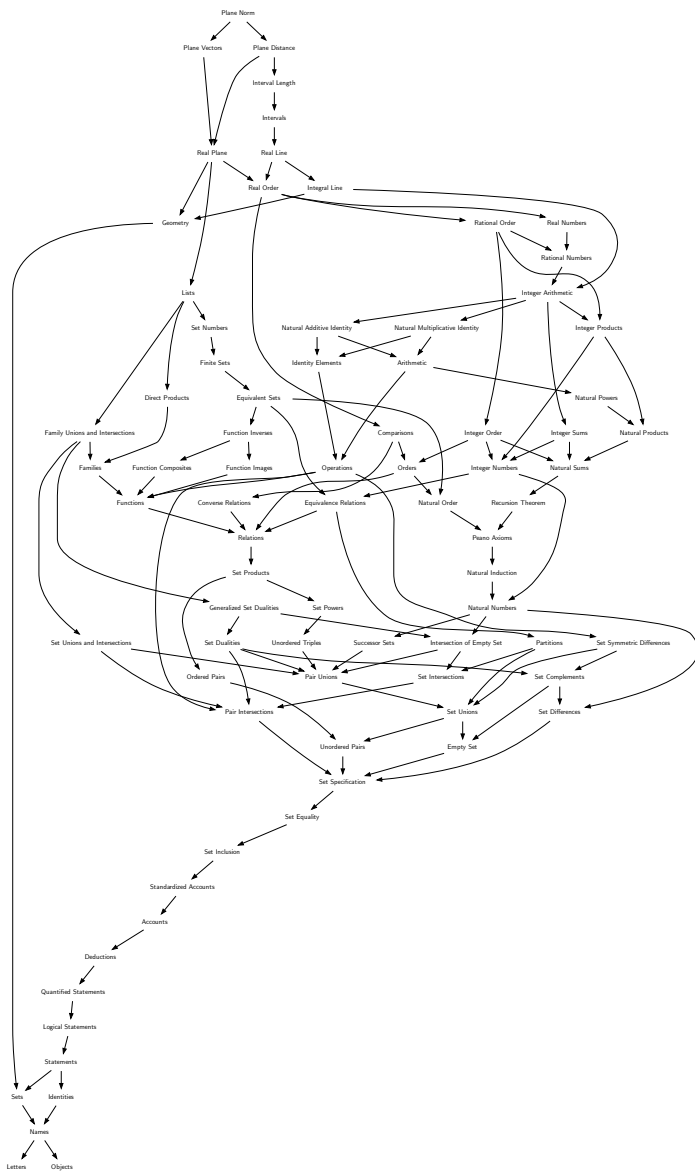 Plane Norm
Plane Vectors
Plane Distance
Interval Length
Intervals
Real Plane
Real Line
Real Order
Integral Line
Geometry
Rational Order
Real Numbers
Rational Numbers
Lists
Integer Arithmetic
Set Numbers
Natural Additive Identity
Natural Multiplicative Identity
Integer Products
Finite Sets
Identity Elements
Arithmetic
Direct Products
Equivalent Sets
Natural Powers
Family Unions and Intersections
Function Inverses
Comparisons
Integer Order
Integer Sums
Natural Products
Families
Function Composites
Function Images
Operations
Orders
Integer Numbers
Natural Sums
Functions
Converse Relations
Equivalence Relations
Natural Order
Recursion Theorem
Relations
Peano Axioms
Set Products
Natural Induction
Generalized Set Dualities
Set Powers
Natural Numbers
Set Unions and Intersections
Set Dualities
Unordered Triples
Successor Sets
Intersection of Empty Set
Partitions
Set Symmetric Differences
Ordered Pairs
Pair Unions
Set Intersections
Set Complements
Pair Intersections
Set Unions
Set Differences
Unordered Pairs
Empty Set
Set Specification
Set Equality
Set Inclusion
Standardized Accounts
Accounts
Deductions
Quantified Statements
Logical Statements
Statements
Sets
Identities
Names
Letters
Objects